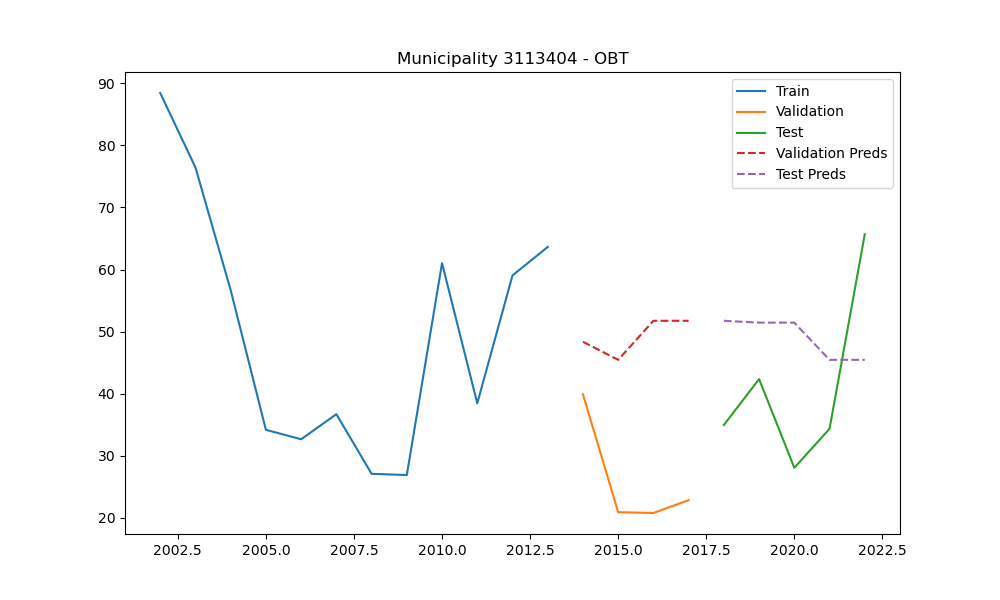 Municipality 3113404 - OBT
90
80
70
60
50
40
30
20
Train
Validation
Test
Validation Preds
Test Preds
2002.5 2005.0 2007.5 2010.0 2012.5 2015.0 2017.5 2020.0 2022.5